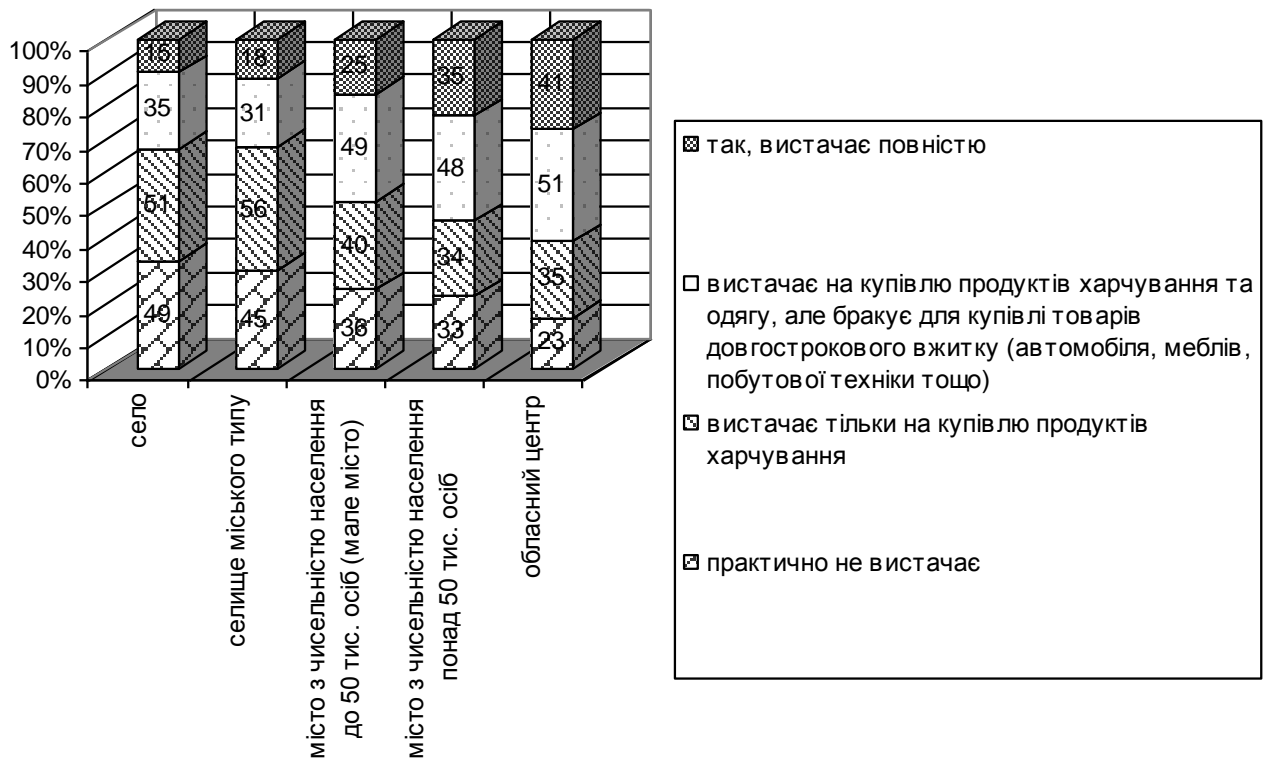 100%
90%
80%
70%
60%
50%
40%
30%
20%
10%
0%
15 18 25 35 41
35 31 49 48 51
51 56 40 34 35
49 45 36 33 23
село
селище міського типу
місто з чисельністю населення
до 50 тис. осіб (мале місто)
місто з чисельністю населення
понад 50 тис. осіб
обласний центр
так, вистачає повністю
вистачає на купівлю продуктів харчування та
одягу, але бракує для купівлі товарів
довгострокового вжитку (автомобіля, меблів,
побутової техніки тощо)
вистачає тільки на купівлю продуктів
харчування
практично не вистачає